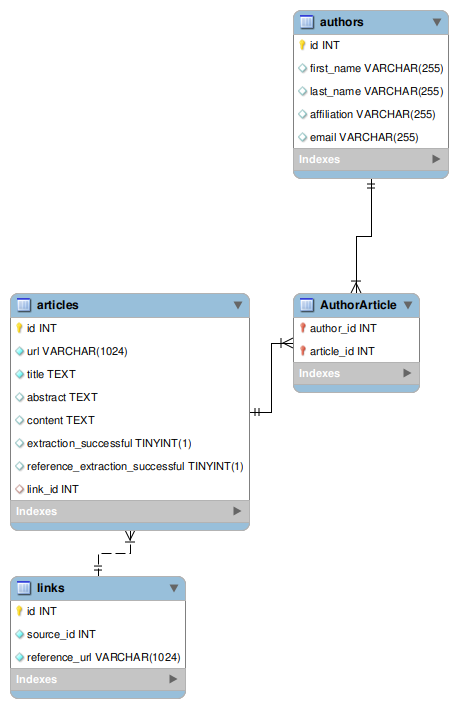 authors
id INT
first_name VARCHAR(255)
last_name VARCHAR(255)
affiliation VARCHAR(255)
email VARCHAR(255)
Indexes
articles
id INT
url VARCHAR(1024)
title TEXT
abstract TEXT
content TEXT
extraction_successful TINYINT(1)
reference_extraction_successful TINYINT(1)
link_id INT
Indexes
AuthorArticle
author_id INT
article_id INT
Indexes
links
id INT
source_id INT
reference_url VARCHAR(1024)
Indexes